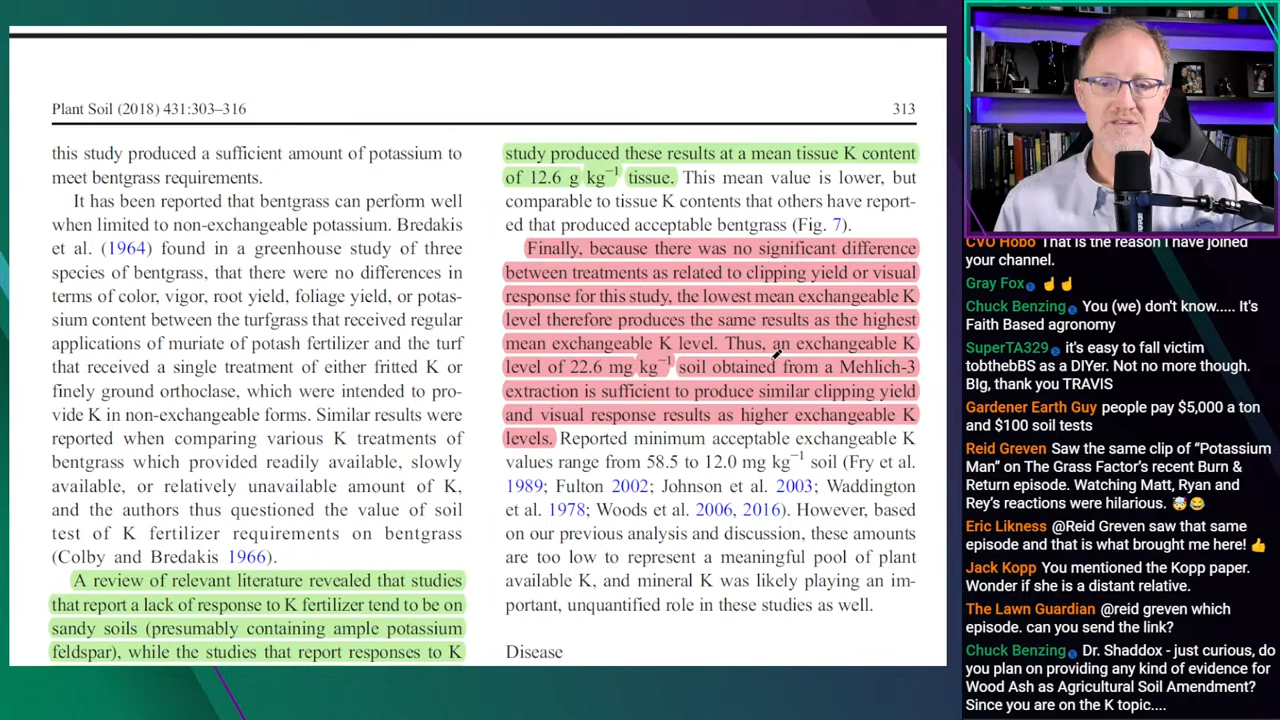 Plant Soil (2018) 431:303–316
313
this study produced a sufficient amount of potassium to
meet bentgrass requirements.
It has been reported that bentgrass can perform well
when limited to non-exchangeable potassium. Bredakis
et al. (1964) found in a greenhouse study of three
species of bentgrass, that there were no differences in
terms of color, vigor, root yield, foliage yield, or potas-
sium content between the turfgrass that received regular
applications of muriate of potash fertilizer and the turf
that received a single treatment of either fritted K or
finely ground orthoclase, which were intended to pro-
vide K in non-exchangeable forms. Similar results were
reported when comparing various K treatments of
bentgrass which provided readily available, slowly
available, or relatively unavailable amount of K,
and the authors thus questioned the value of soil
test of K fertilizer requirements on bentgrass
(Colby and Bredakis 1966).
A review of relevant literature revealed that studies
that report a lack of response to K fertilizer tend to be on
sandy soils (presumably containing ample potassium
feldspar), while the studies that report responses to K
study produced these results at a mean tissue K content
of 12.6 g kg⁻¹ tissue. This mean value is lower, but
comparable to tissue K contents that others have report-
ed that produced acceptable bentgrass (Fig. 7).
Finally, because there was no significant difference
between treatments as related to clipping yield or visual
response for this study, the lowest mean exchangeable K
level therefore produces the same results as the highest
mean exchangeable K level. Thus, an exchangeable K
level of 22.6 mg kg⁻¹ soil obtained from a Mehlich-3
extraction is sufficient to produce similar clipping yield
and visual response results as higher exchangeable K
levels. Reported minimum acceptable exchangeable K
values range from 58.5 to 12.0 mg kg⁻¹ soil (Fry et al.
1989; Fulton 2002; Johnson et al. 2003; Waddington
et al. 1978; Woods et al. 2006, 2016). However, based
on our previous analysis and discussion, these amounts
are too low to represent a meaningful pool of plant
available K, and mineral K was likely playing an im-
portant, unquantified role in these studies as well.
Disease
CVO Hobo That is the reason I have joined
your channel.
Gray Fox ☝️☝️
Chuck Benzing You (we) don't know..... It's
Faith Based agronomy
SuperTA329 it's easy to fall victim
tobthebBS as a DIYer. Not no more though.
BIg, thank you TRAVIS
Gardener Earth Guy people pay $5,000 a ton
and $100 soil tests
Reid Greven Saw the same clip of “Potassium
Man” on The Grass Factor’s recent Burn &
Return episode. Watching Matt, Ryan and
Rey’s reactions were hilarious. 🤯😂
Eric Likness @Reid Greven saw that same
episode and that is what brought me here! 👍
Jack Kopp You mentioned the Kopp paper.
Wonder if she is a distant relative.
The Lawn Guardian @reid greven which
episode. can you send the link?
Chuck Benzing Dr. Shaddox - just curious, do
you plan on providing any kind of evidence for
Wood Ash as Agricultural Soil Amendment?
Since you are on the K topic....